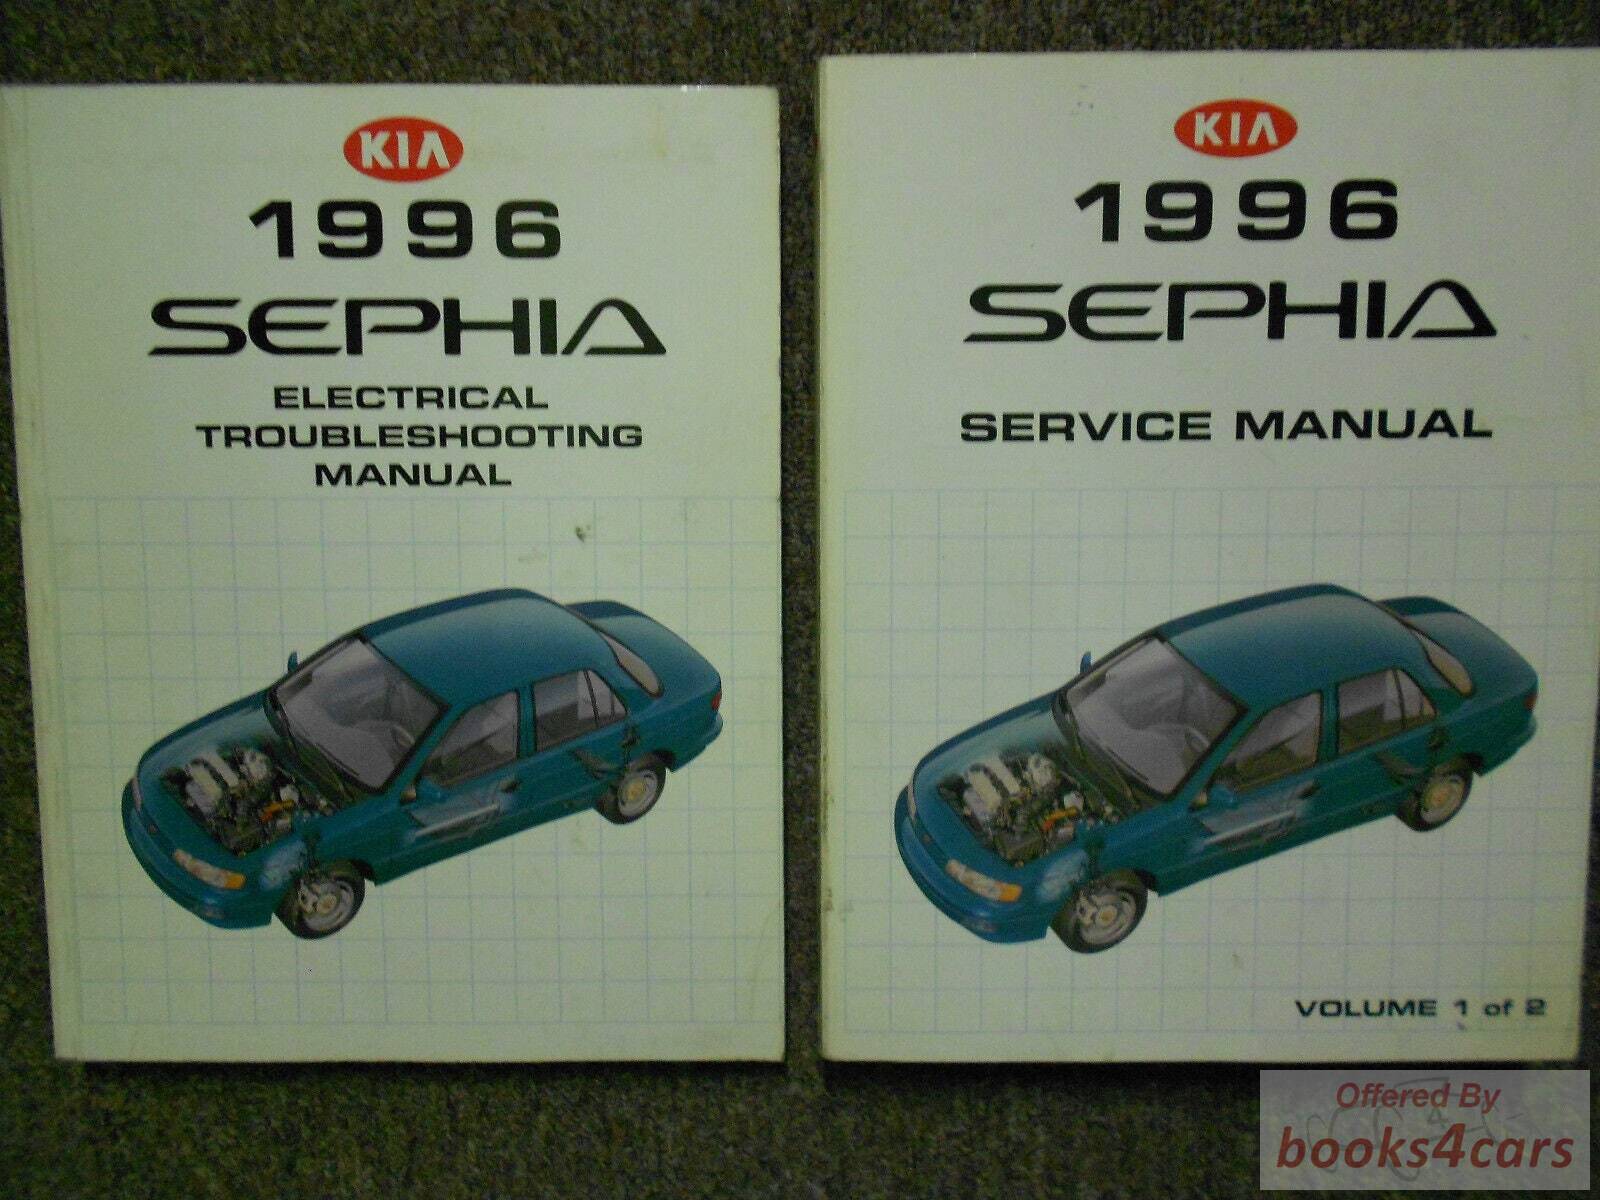 KIA
1996
SEPHIA
ELECTRICAL
TROUBLESHOOTING
MANUAL
KIA
1996
SEPHIA
SERVICE MANUAL
VOLUME 1 of 2
Offered By
books4cars